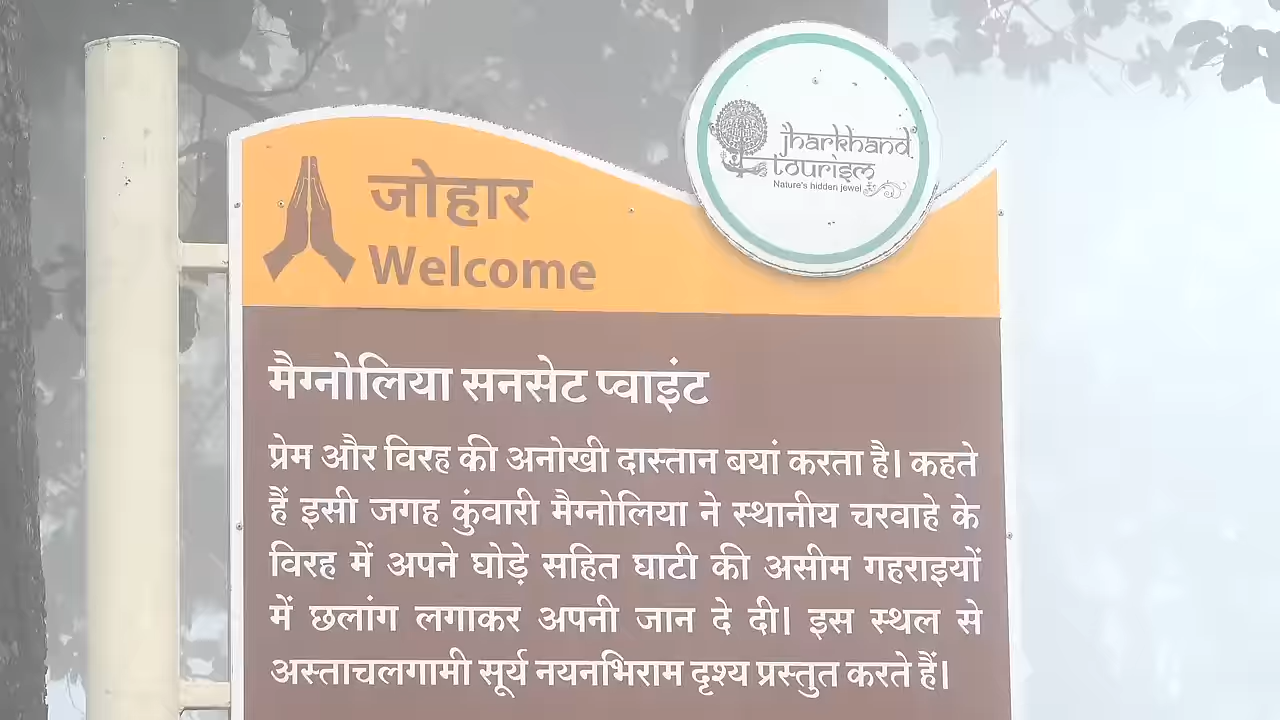 jharkhand
tourism
Nature's hidden jewel
जोहार
Welcome
मैग्नोलिया सनसेट प्वाइंट
प्रेम और विरह की अनोखी दास्तान बयां करता है। कहते
हैं इसी जगह कुंवारी मैग्नोलिया ने स्थानीय चरवाहे के
विरह में अपने घोड़े सहित घाटी की असीम गहराइयों
में छलांग लगाकर अपनी जान दे दी। इस स्थल से
अस्ताचलगामी सूर्य नयनभिराम दृश्य प्रस्तुत करते हैं।